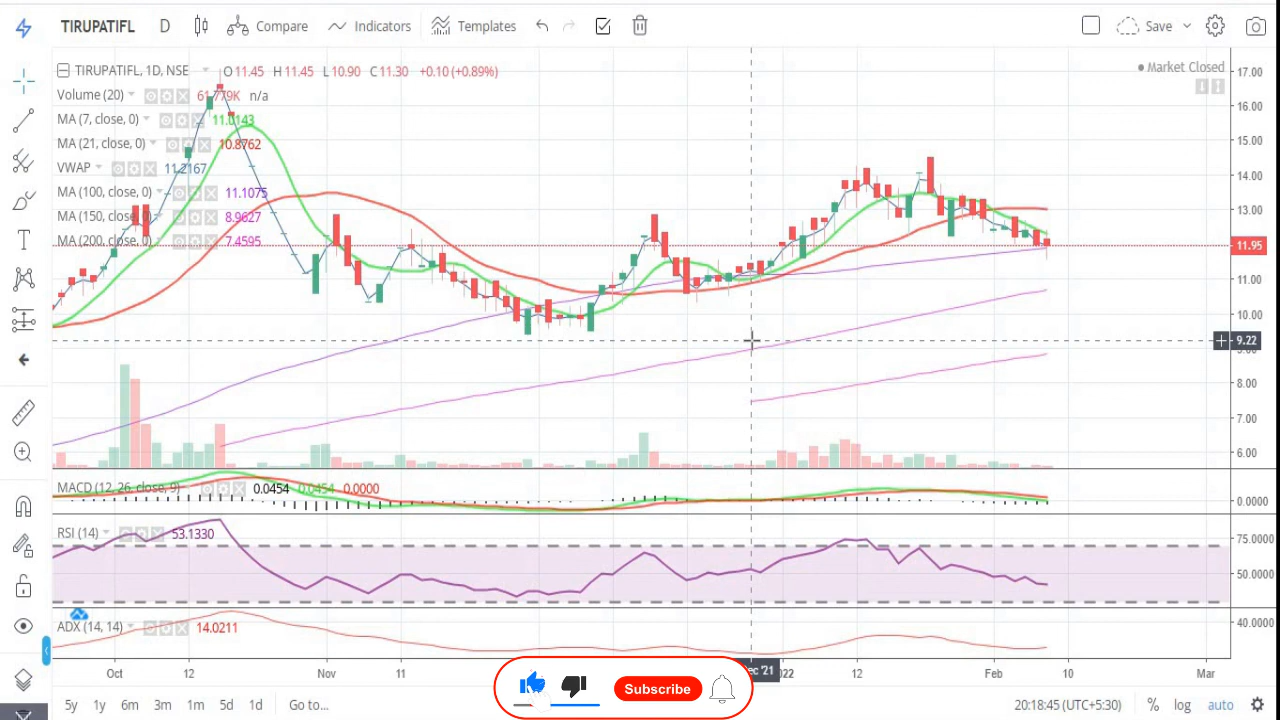 TIRUPATIFL D Compare Indicators Templates Save
TIRUPATIFL, 1D, NSE O 11.45 H 11.45 L 10.90 C 11.30 +0.10 (+0.89%)
Market Closed
Volume (20) 61.779K n/a
MA (7, close, 0) 11.0143
MA (21, close, 0) 10.8762
VWAP 11.2167
MA (100, close, 0) 11.1075
MA (150, close, 0) 8.9627
MA (200, close, 0) 7.4595
17.00
16.00
15.00
14.00
13.00
11.95
11.00
10.00
9.22
8.00
7.00
6.00
MACD (12, 26, close, 9) 0.0454 0.0454 0.0000
0.0000
RSI (14) 53.1330
75.0000
50.0000
ADX (14, 14) 14.0211
40.0000
Oct 12 Nov 11 '21 12 Feb 10 Mar
Subscribe
5y 1y 6m 3m 1m 5d 1d Go to... 20:18:45 (UTC+5:30) % log auto